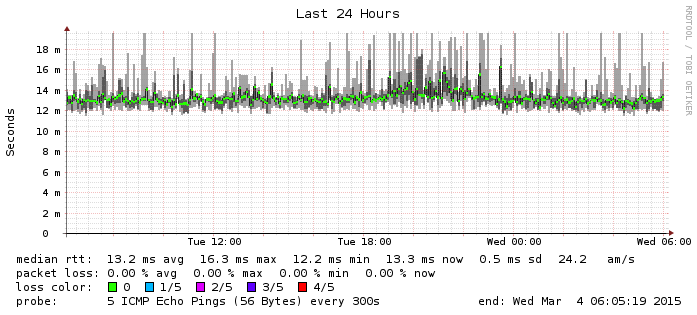 Last 24 Hours
RRDTOOL / TOBI OETIKER
Seconds
18 m
16 m
14 m
12 m
10 m
8 m
6 m
4 m
2 m
0
Tue 12:00 Tue 18:00 Wed 00:00 Wed 06:00
median rtt: 13.2 ms avg 16.3 ms max 12.2 ms min 13.3 ms now 0.5 ms sd 24.2 am/s
packet loss: 0.00 % avg 0.00 % max 0.00 % min 0.00 % now
loss color: 0 1/5 2/5 3/5 4/5
probe: 5 ICMP Echo Pings (56 Bytes) every 300s end: Wed Mar 4 06:05:19 2015